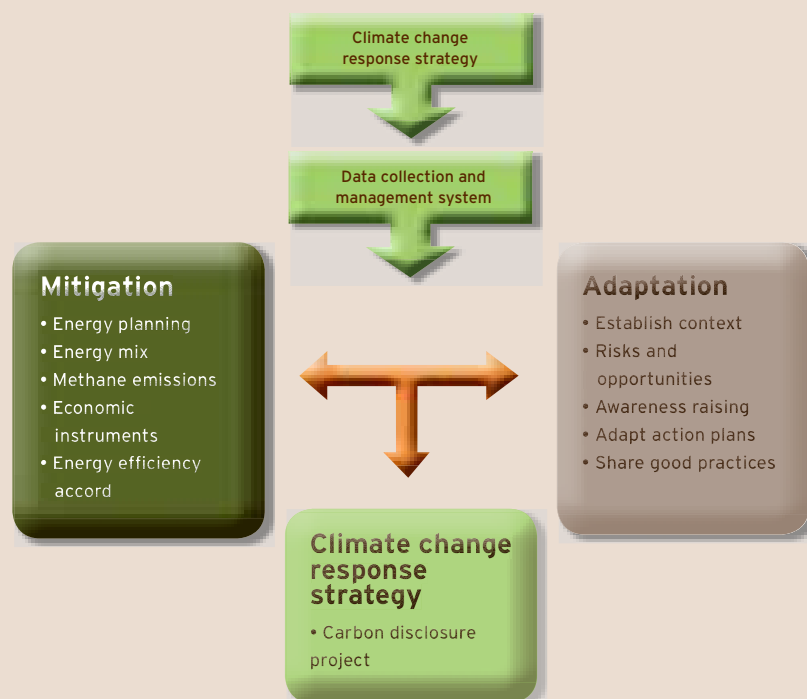 Climate change
response strategy
Data collection and
management system
Mitigation
• Energy planning
• Energy mix
• Methane emissions
• Economic
instruments
• Energy efficiency
accord
Adaptation
• Establish context
• Risks and
opportunities
• Awareness raising
• Adapt action plans
• Share good practices
Climate change
response
strategy
• Carbon disclosure
project